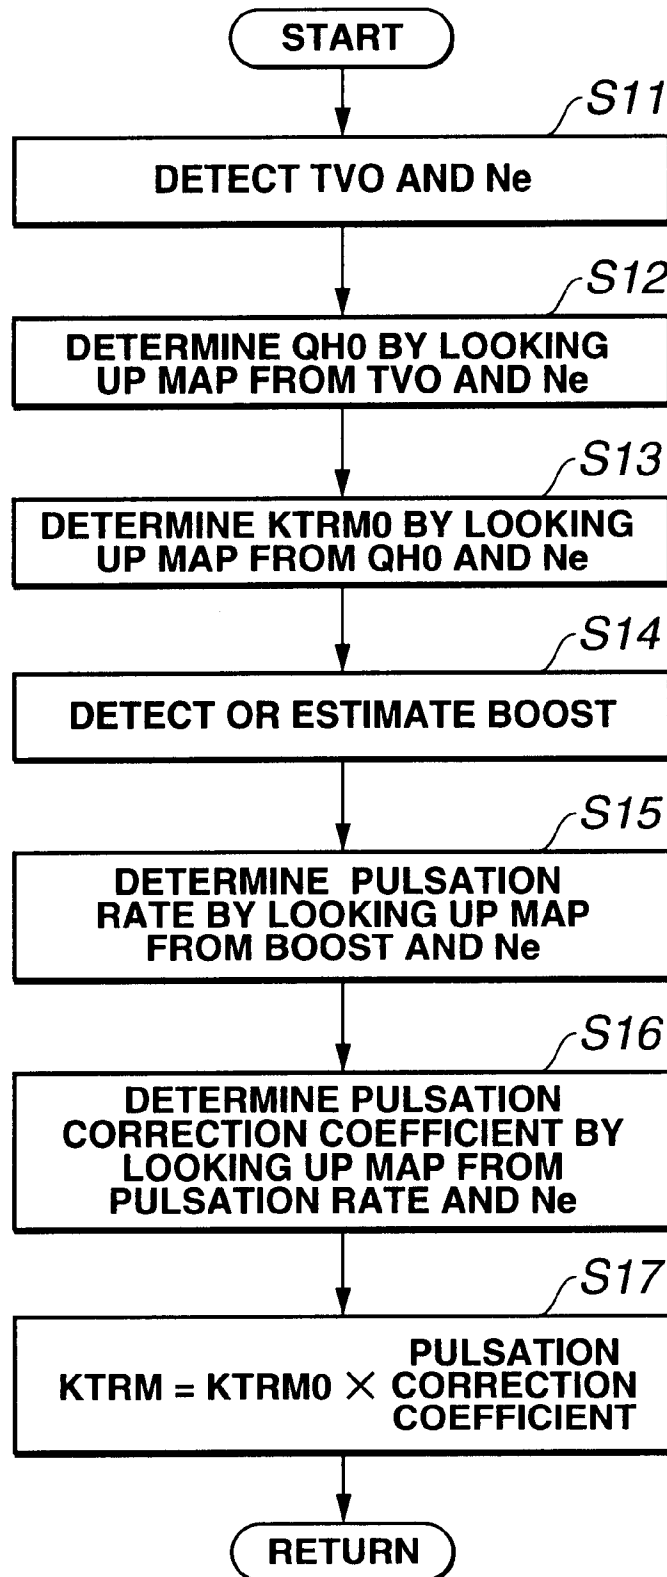 START
S11
DETECT TVO AND Ne
S12
DETERMINE QH0 BY LOOKING
UP MAP FROM TVO AND Ne
S13
DETERMINE KTRM0 BY LOOKING
UP MAP FROM QH0 AND Ne
S14
DETECT OR ESTIMATE BOOST
S15
DETERMINE PULSATION
RATE BY LOOKING UP MAP
FROM BOOST AND Ne
S16
DETERMINE PULSATION
CORRECTION COEFFICIENT BY
LOOKING UP MAP FROM
PULSATION RATE AND Ne
S17
KTRM = KTRM0 × PULSATION
CORRECTION
COEFFICIENT
RETURN